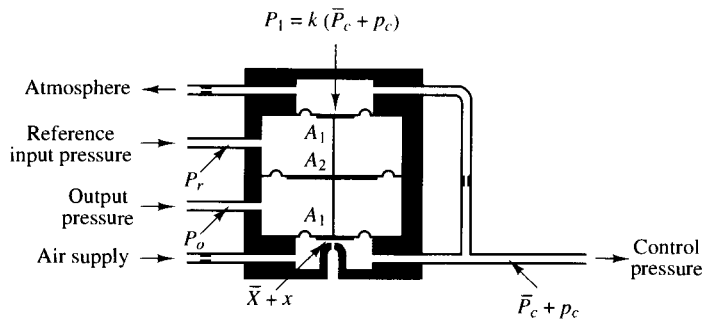 P₁ = k (P̅c + pc)
Atmosphere
Reference
input pressure
Pr
A₁
A₂
Output
pressure
Po
A₁
Air supply
X̅ + x
Control
pressure
P̅c + pc